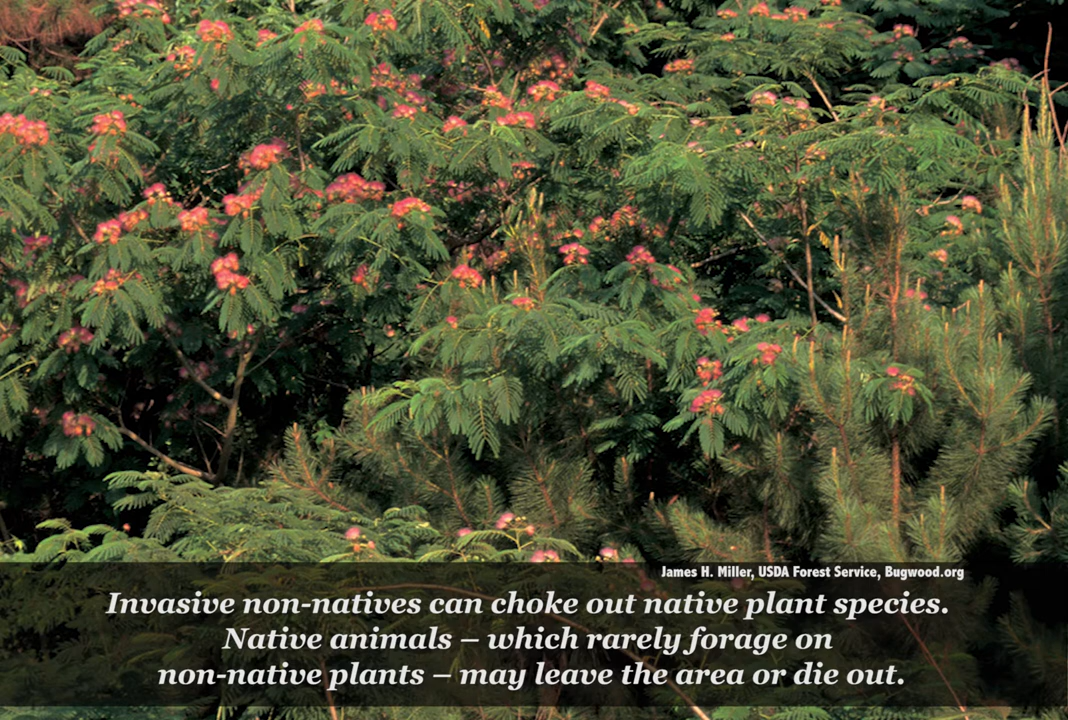 James H. Miller, USDA Forest Service, Bugwood.org
Invasive non-natives can choke out native plant species.
Native animals – which rarely forage on
non-native plants – may leave the area or die out.